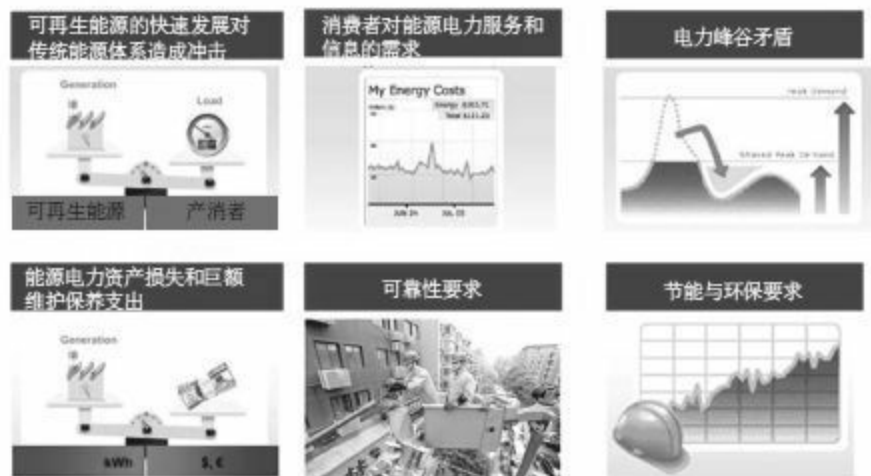 可再生能源的快速发展对
传统能源体系造成冲击
Generation
Load
可再生能源
产消者
消费者对能源电力服务和
信息的需求
My Energy Costs
JUN 24
JUL 03
电力峰谷矛盾
Peak Demand
Shaved Peak Demand
能源电力资产损失和巨额
维护保养支出
Generation
kWh
$, €
可靠性要求
节能与环保要求